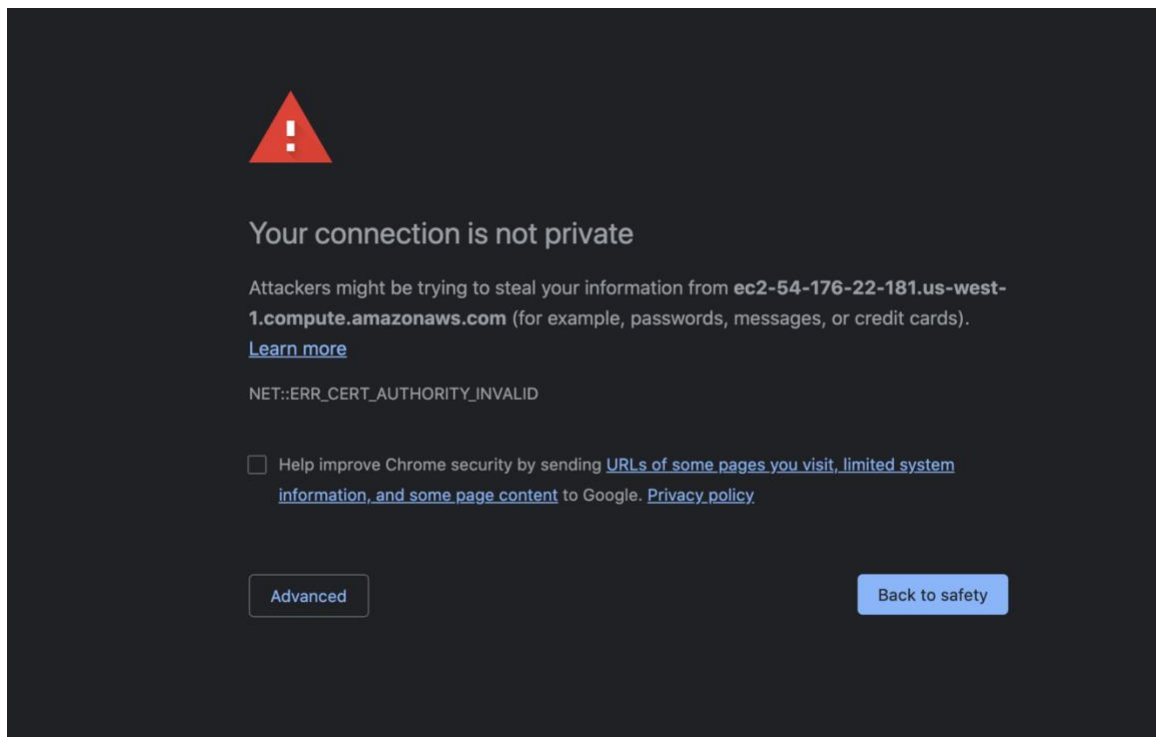 Your connection is not private
Attackers might be trying to steal your information from ec2-54-176-22-181.us-west-
1.compute.amazonaws.com (for example, passwords, messages, or credit cards).
Learn more
NET::ERR_CERT_AUTHORITY_INVALID
Help improve Chrome security by sending URLs of some pages you visit, limited system
information, and some page content to Google. Privacy policy
Advanced
Back to safety